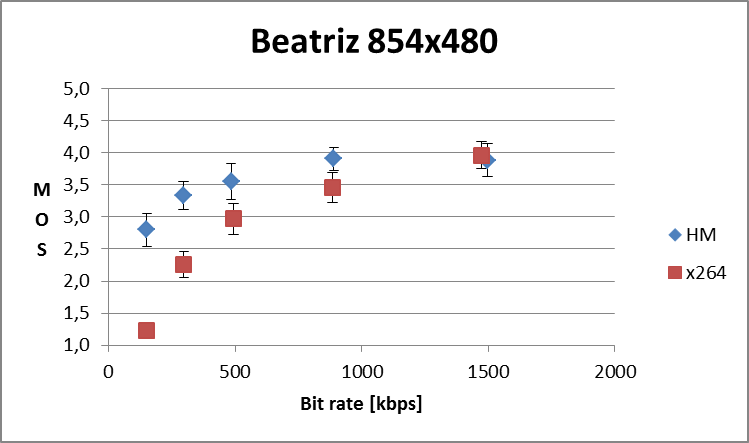 Beatriz 854x480
5,0
4,5
4,0
3,5
3,0
2,5
2,0
1,5
1,0
M
O
S
0 500 1000 1500 2000
Bit rate [kbps]
HM
x264